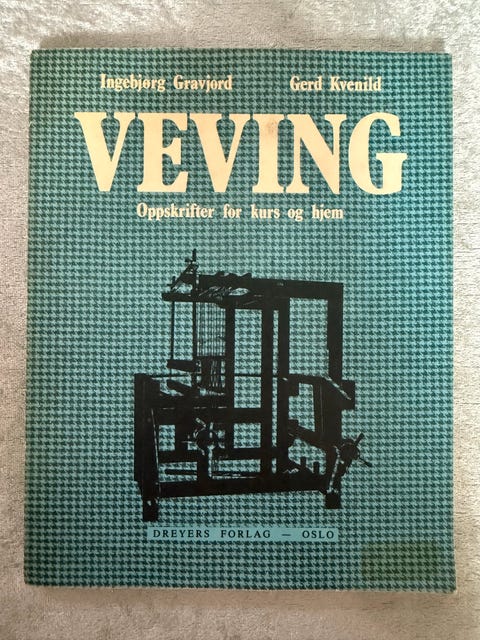 Ingebjørg Gravjord Gerd Kvenild
VEVING
Oppskrifter for kurs og hjem
DREYERS FORLAG — OSLO